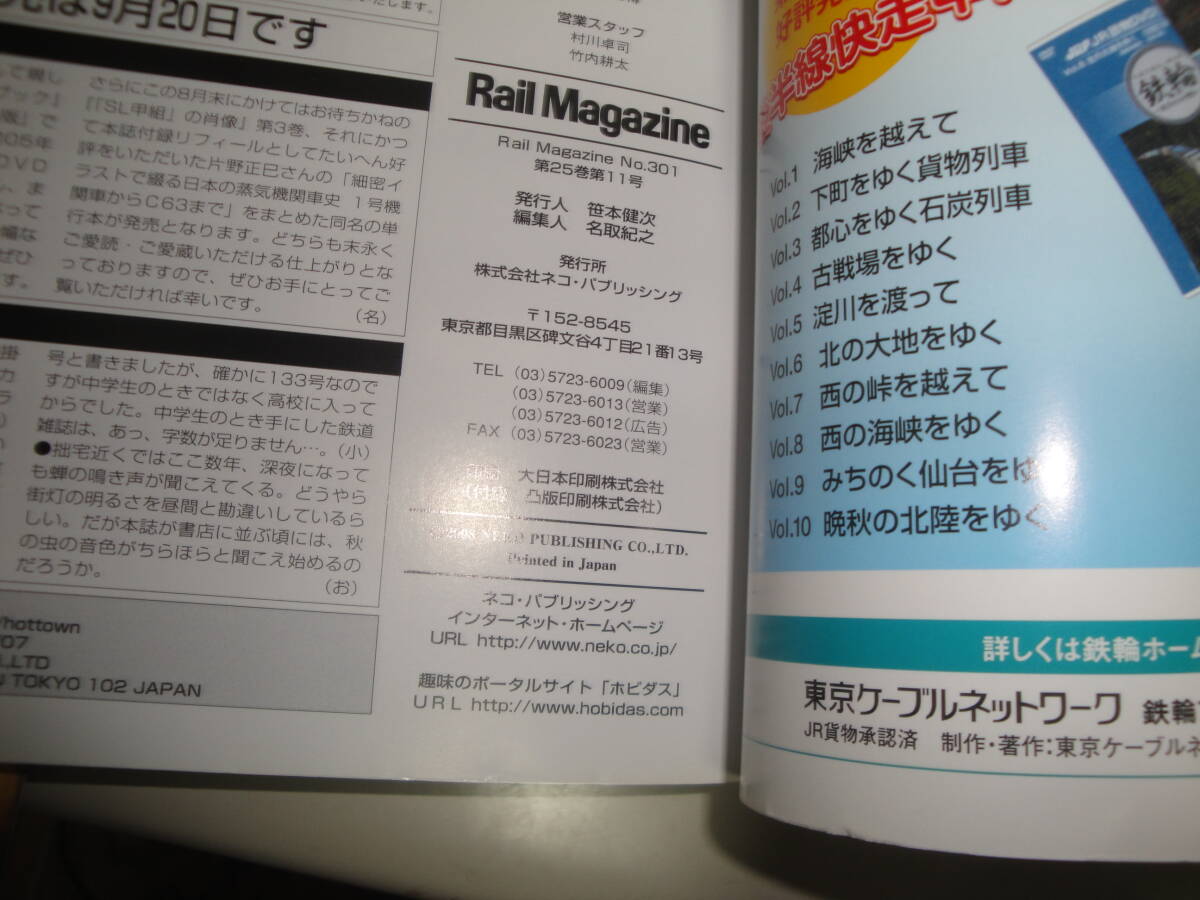 は9月20日です
さらにこの8月末にかけてはお待ちかねの
「「SL甲組」の肖像」第3巻、それにかつ
て本誌付録リフィールとしてたいへん好
評をいただいた片野正巳さんの「細密イ
ラストで綴る日本の蒸気機関車史 1号機
関車からC63まで」をまとめた同名の単
行本が発売となります。どちらも末永く
ご愛読・ご愛蔵いただける仕上がりとな
っておりますので、ぜひお手にとってご
覧いただければ幸いです。 (名)
号と書きましたが、確かに133号なので
すが中学生のときではなく高校に入って
からでした。中学生のとき手にした鉄道
雑誌は、あっ、字数が足りません…。(小)
●拙宅近くではここ数年、深夜になって
も蝉の鳴き声が聞こえてくる。どうやら
街灯の明るさを昼間と勘違いしているら
しい。だが本誌が書店に並ぶ頃には、秋
の虫の音色がちらほらと聞こえ始めるの
だろうか。 (お)
hottown
07
.,LTD
TOKYO 102 JAPAN
営業スタッフ
村川卓司
竹内耕太
Rail Magazine
Rail Magazine No.301
第25巻第11号
発行人 笹本健次
編集人 名取紀之
発行所
株式会社ネコ・パブリッシング
〒152-8545
東京都目黒区碑文谷4丁目21番13号
TEL (03)5723-6009(編集)
(03)5723-6013(営業)
(03)5723-6012(広告)
FAX (03)5723-6023(営業)
大日本印刷株式会社
凸版印刷株式会社)
©2008 NEKO PUBLISHING CO.,LTD.
Printed in Japan
ネコ・パブリッシング
インターネット・ホームページ
URL http://www.neko.co.jp/
趣味のポータルサイト「ホビダス」
URL http://www.hobidas.com
好評発
半線快走
鉄輪
Vol.1 海峡を越えて
Vol.2 下町をゆく貨物列車
Vol.3 都心をゆく石炭列車
Vol.4 古戦場をゆく
Vol.5 淀川を渡って
Vol.6 北の大地をゆく
Vol.7 西の峠を越えて
Vol.8 西の海峡をゆく
Vol.9 みちのく仙台をゆ
Vol.10 晩秋の北陸をゆく
詳しくは鉄輪ホーム
東京ケーブルネットワーク 鉄輪
JR貨物承認済 制作・著作：東京ケーブルネ